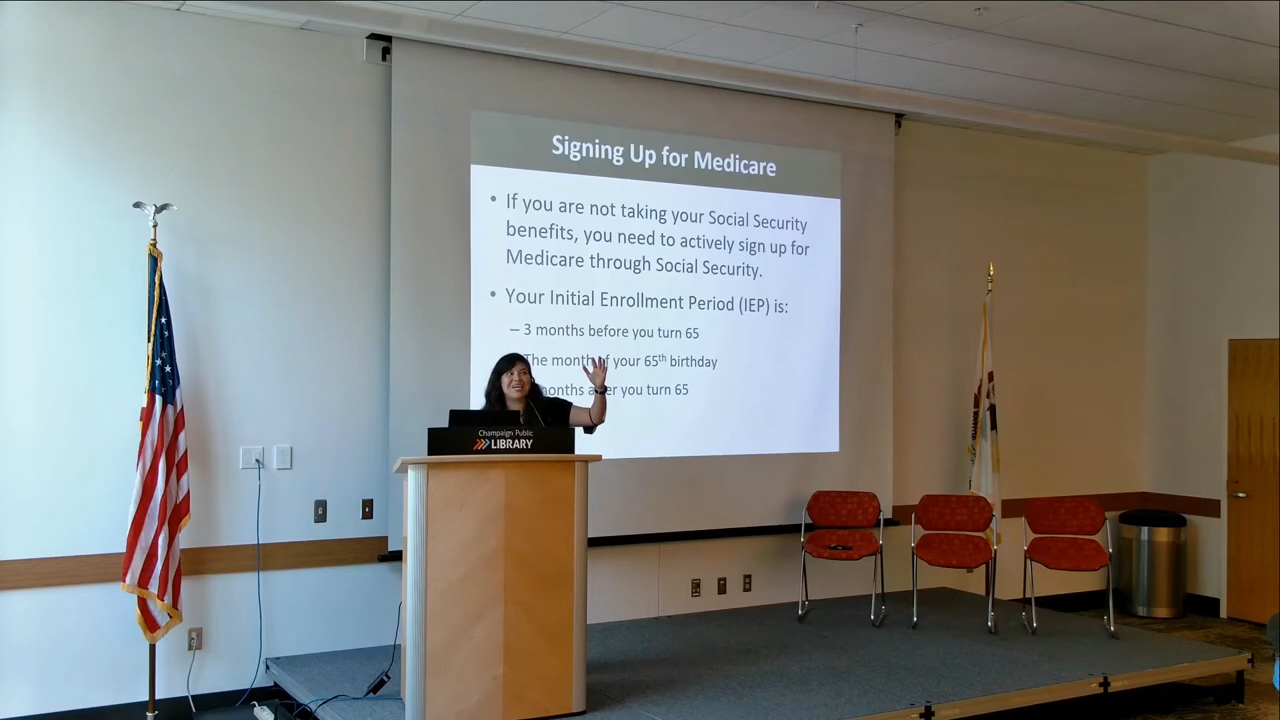 Signing Up for Medicare
• If you are not taking your Social Security
benefits, you need to actively sign up for
Medicare through Social Security.
• Your Initial Enrollment Period (IEP) is:
– 3 months before you turn 65
The month of your 65th birthday
months after you turn 65
Champaign Public
LIBRARY